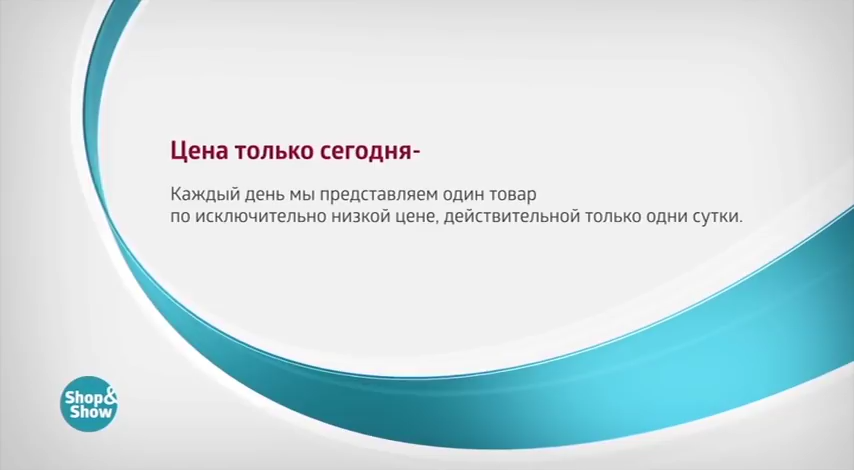 Цена только сегодня-
Каждый день мы представляем один товар
по исключительно низкой цене, действительной только одни сутки.
Shop&
Show